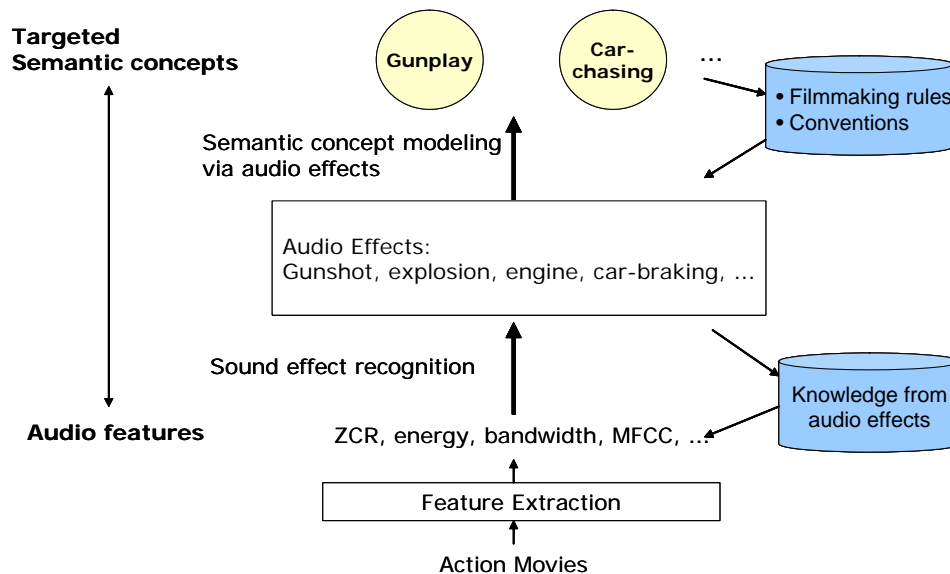 Targeted
Semantic concepts
Gunplay
Car-
chasing
...
• Filmmaking rules
• Conventions
Semantic concept modeling
via audio effects
Audio Effects:
Gunshot, explosion, engine, car-braking, ...
Sound effect recognition
Knowledge from
audio effects
Audio features
ZCR, energy, bandwidth, MFCC, ...
Feature Extraction
Action Movies